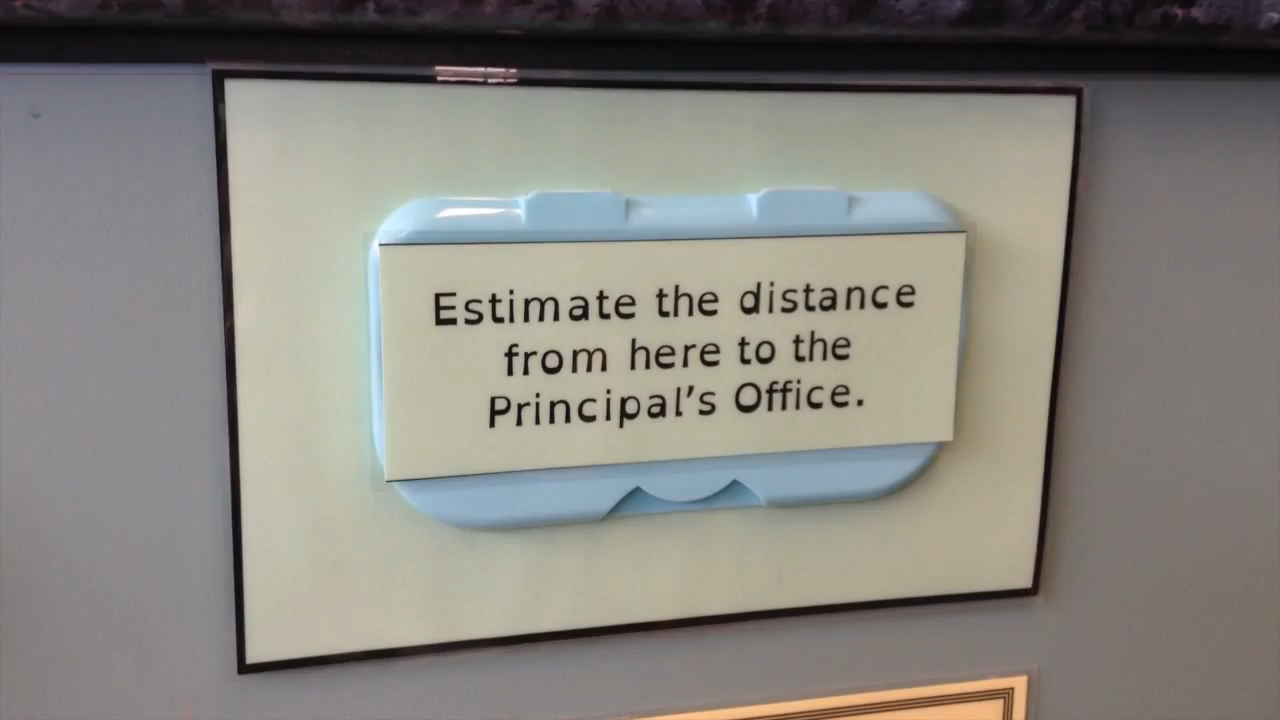 Estimate the distance
from here to the
Principal's Office.